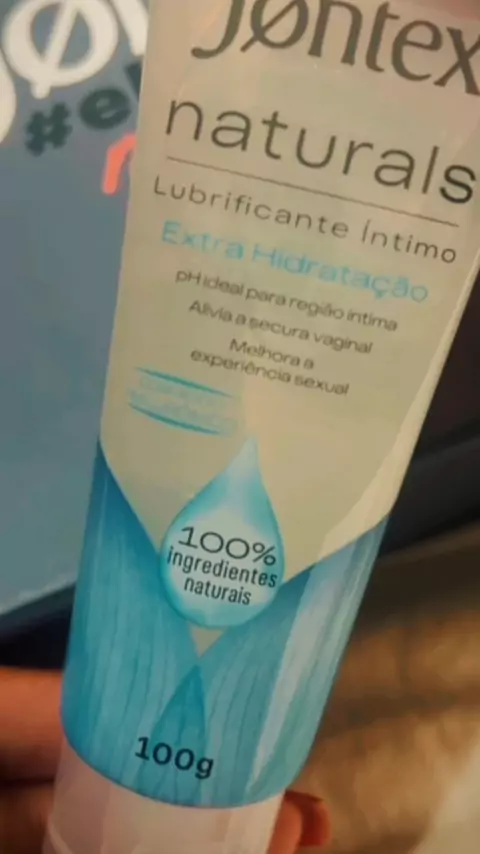 Jontex
naturals
Lubrificante Íntimo
Extra Hidratação
pH ideal para região íntima
Alivia a secura vaginal
Melhora a
experiência sexual
100%
ingredientes
naturais
100g